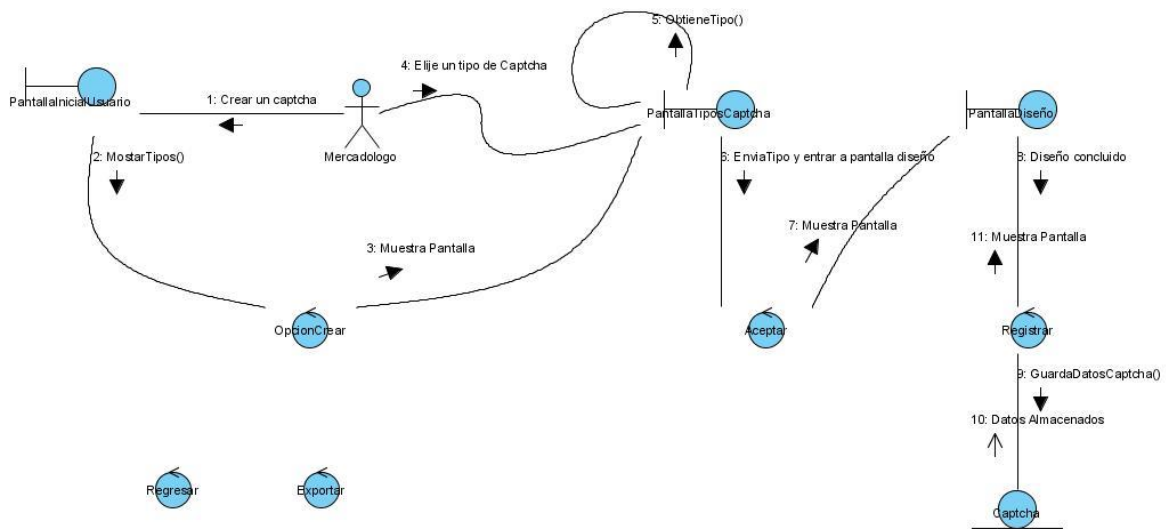 5: ObtieneTipo()
4: Elije un tipo de Captcha
PantallaInicialUsuario
1: Crear un captcha
PantallaTiposCaptcha
PantallaDiseño
Mercadologo
2: MostarTipos()
6: EnviaTipo y entrar a pantalla diseño
8: Diseño concluido
7: Muestra Pantalla
11: Muestra Pantalla
3: Muestra Pantalla
OpcionCrear
Aceptar
Registrar
9: GuardaDatosCaptcha()
10: Datos Almacenados
Regresar
Exportar
Captcha